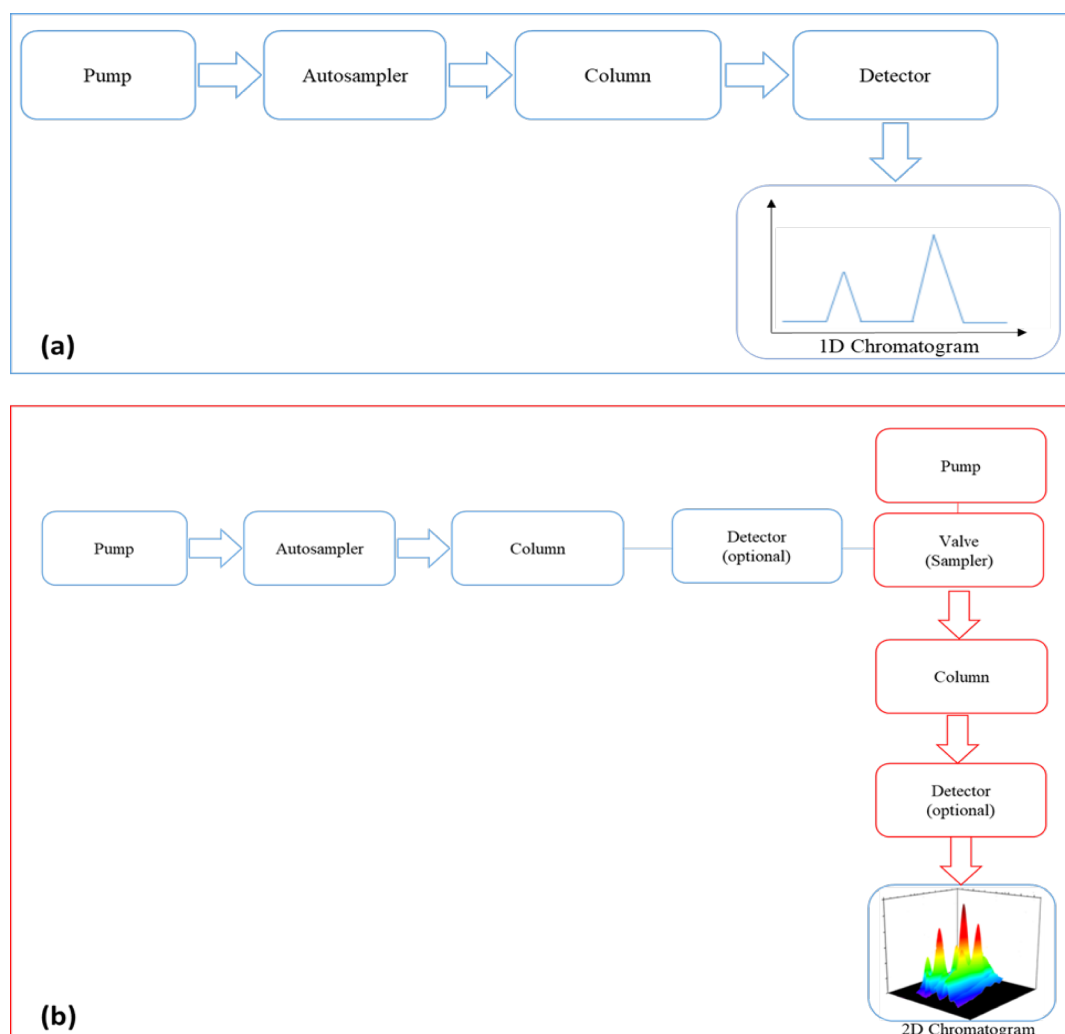 Pump
Autosampler
Column
Detector
1D Chromatogram
(a)
Pump
Pump
Autosampler
Column
Detector
(optional)
Valve
(Sampler)
Column
Detector
(optional)
2D Chromatogram
(b)